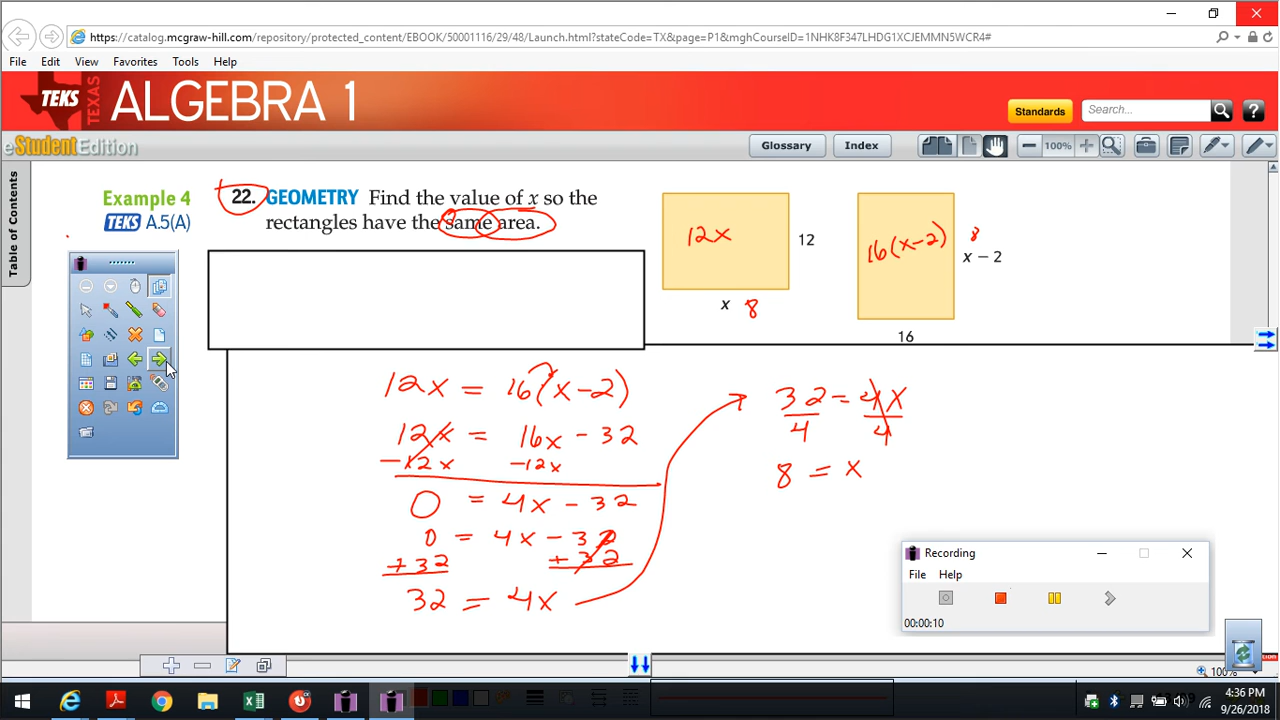 https://catalog.mcgraw-hill.com/repository/protected_content/EBOOK/50001116/29/48/Launch.html?stateCode=TX&page=P1&mghCourseID=1NHK8F347LHDG1XCJEMMN5WCR4#
File Edit View Favorites Tools Help
TEKS TEXAS ALGEBRA 1
Standards Search... ?
eStudentEdition
Glossary Index 100%
Table of Contents
Example 4
TEKS A.5(A)
22. GEOMETRY Find the value of x so the
rectangles have the same area.
12x
12
x 8
16(x-2)
8
x − 2
16
12x = 16(x-2)
12x = 16x - 32
-12x -12x
0 = 4x - 32
0 = 4x - 32
+32 +32
32 = 4x
32 = 4x
4 4
8 = x
Recording
File Help
00:00:10
100%
4:36 PM
9/26/2018